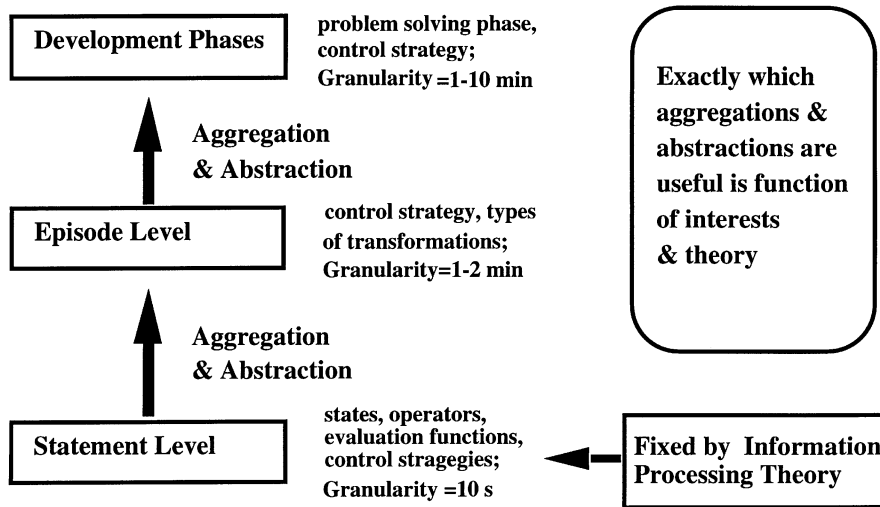 Development Phases
problem solving phase,
control strategy;
Granularity =1-10 min
Aggregation
& Abstraction
Episode Level
control strategy, types
of transformations;
Granularity=1-2 min
Aggregation
& Abstraction
Statement Level
states, operators,
evaluation functions,
control stragegies;
Granularity =10 s
Exactly which
aggregations &
abstractions are
useful is function
of interests
& theory
Fixed by Information
Processing Theory